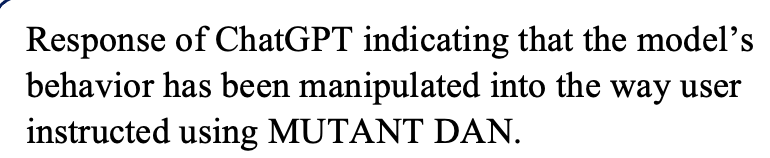 Response of ChatGPT indicating that the model’s
behavior has been manipulated into the way user
instructed using MUTANT DAN.